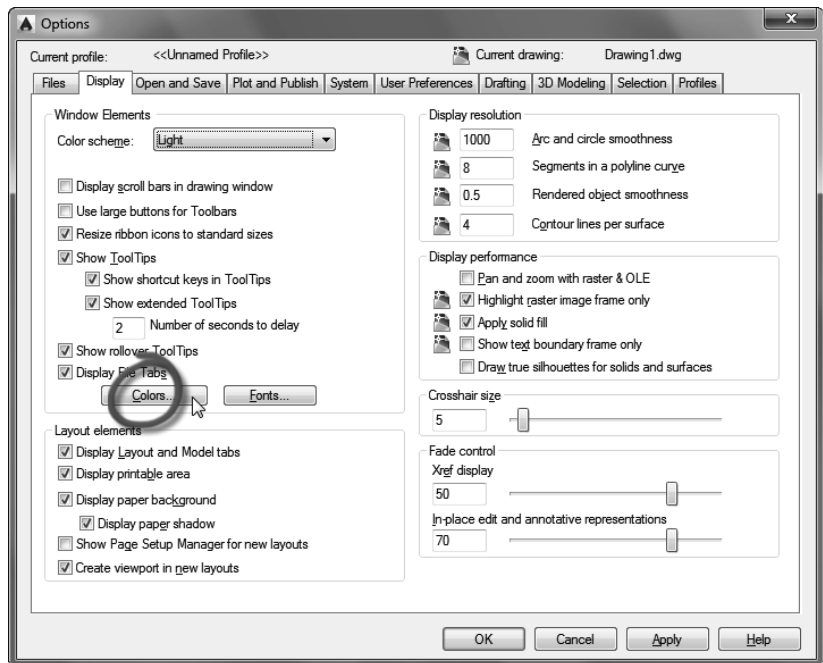 Options
Current profile: <<Unnamed Profile>> Current drawing: Drawing1.dwg
Files Display Open and Save Plot and Publish System User Preferences Drafting 3D Modeling Selection Profiles
Window Elements
Color scheme: Light
Display scroll bars in drawing window
Use large buttons for Toolbars
Resize ribbon icons to standard sizes
Show ToolTips
Show shortcut keys in ToolTips
Show extended ToolTips
2 Number of seconds to delay
Show rollover ToolTips
Display File Tabs
Colors... Fonts...
Layout elements
Display Layout and Model tabs
Display printable area
Display paper background
Display paper shadow
Show Page Setup Manager for new layouts
Create viewport in new layouts
Display resolution
1000 Arc and circle smoothness
8 Segments in a polyline curve
0.5 Rendered object smoothness
4 Contour lines per surface
Display performance
Pan and zoom with raster & OLE
Highlight raster image frame only
Apply solid fill
Show text boundary frame only
Draw true silhouettes for solids and surfaces
Crosshair size
5
Fade control
Xref display
50
In-place edit and annotative representations
70
OK Cancel Apply Help